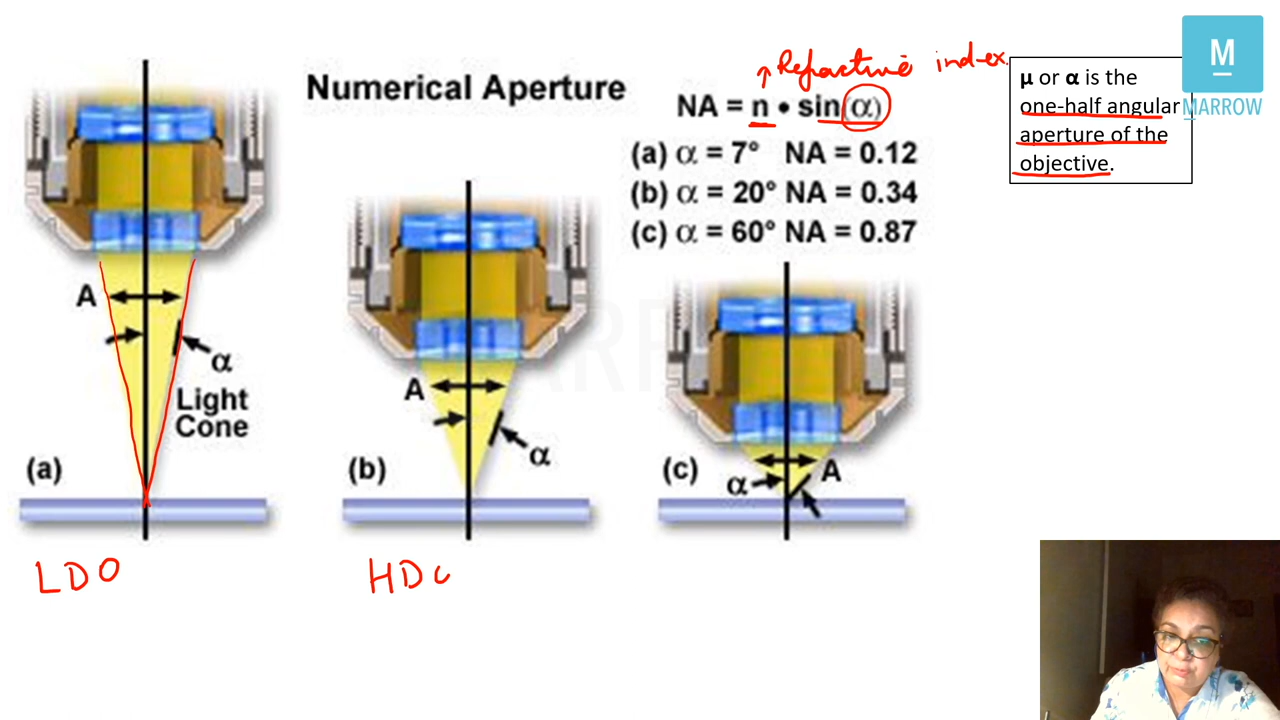 Numerical Aperture
↑ Refractive index
NA = n • sin(α)
(a) α = 7° NA = 0.12
(b) α = 20° NA = 0.34
(c) α = 60° NA = 0.87
μ or α is the
one-half angular
aperture of the
objective.
M
MARROW
A
α
Light
Cone
(a)
A
α
(b)
A
α
(c)
LDO
HDO